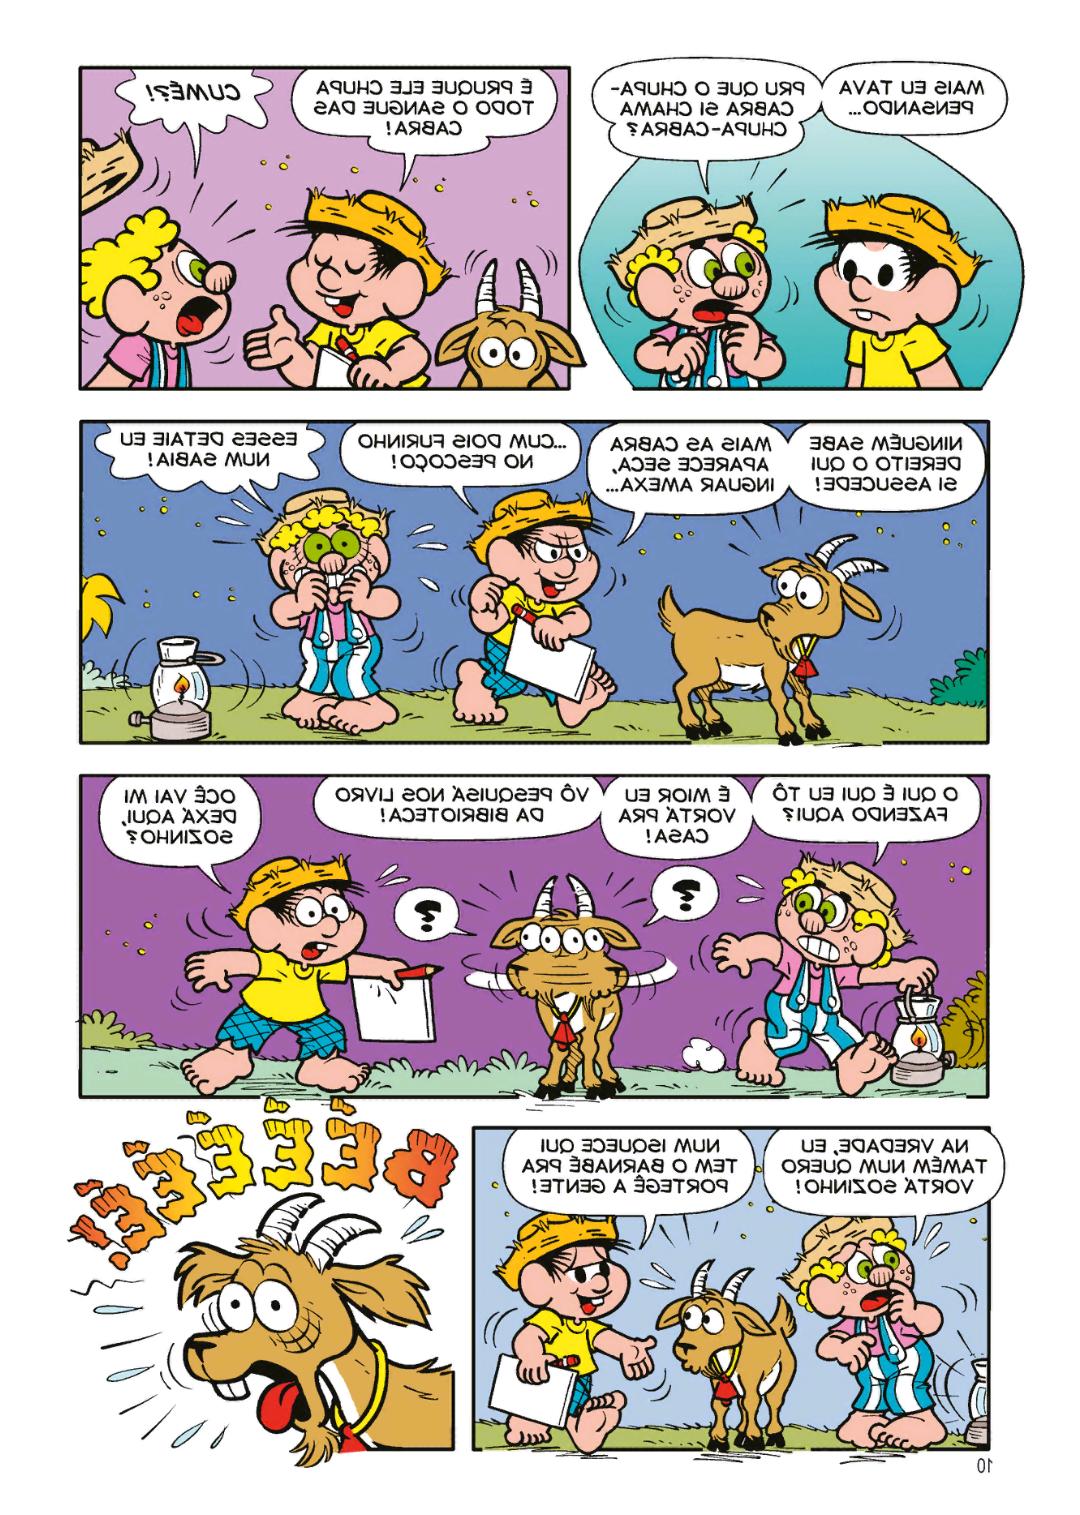 MAIS EU TAVA
PENSANDO...
PRU QUE O CHUPA-
CABRA SI CHAMA
CHUPA-CABRA?
É PRUQUE ELE CHUPA
TODO O SANGUE DAS
CABRA!
CUMÉ?!
NINGUÉM SABE
DEREITO O QUI
SI ASSUCEDE!
MAIS AS CABRA
APARECE SECA,
INGUAR AMEXA...
...CUM DOIS FURINHO
NO PESCOÇO!
ESSES DETAIE EU
NUM SABIA!
O QUI É QUI EU TÔ
FAZENDO AQUI?
É MIOR EU
VORTÁ PRA
CASA!
VÔ PESQUISÁ NOS LIVRO
DA BIBRIOTECA!
?
?
OCÊ VAI MI
DEXÁ AQUI,
SOZINHO?
NA VREDADE, EU
TAMÉM NUM QUERO
VORTÁ SOZINHO!
NUM ISQUECE QUI
TEM O BARNABÉ PRA
PORTEGÊ A GENTE!
BÉÉÉÉÉ!
10